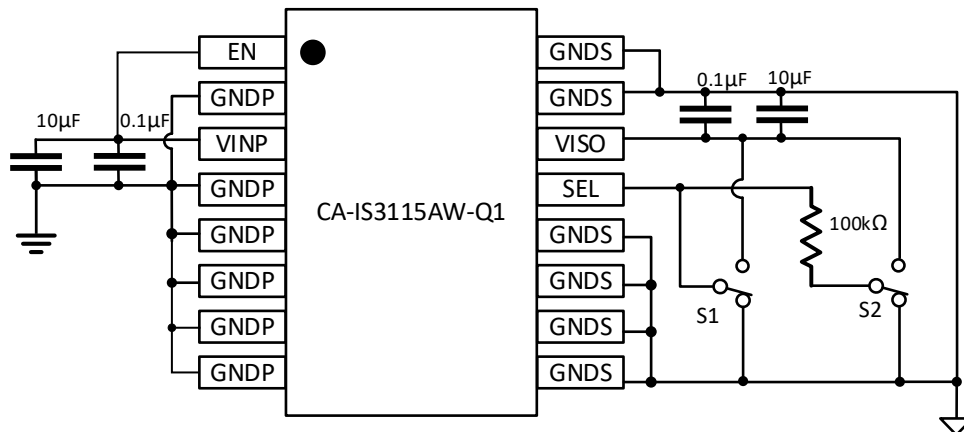 EN
GNDP
VINP
GNDP
GNDP
GNDP
GNDP
GNDP
10μF
0.1μF
CA-IS3115AW-Q1
GNDS
GNDS
VISO
SEL
GNDS
GNDS
GNDS
GNDS
0.1μF
10μF
100kΩ
S1
S2